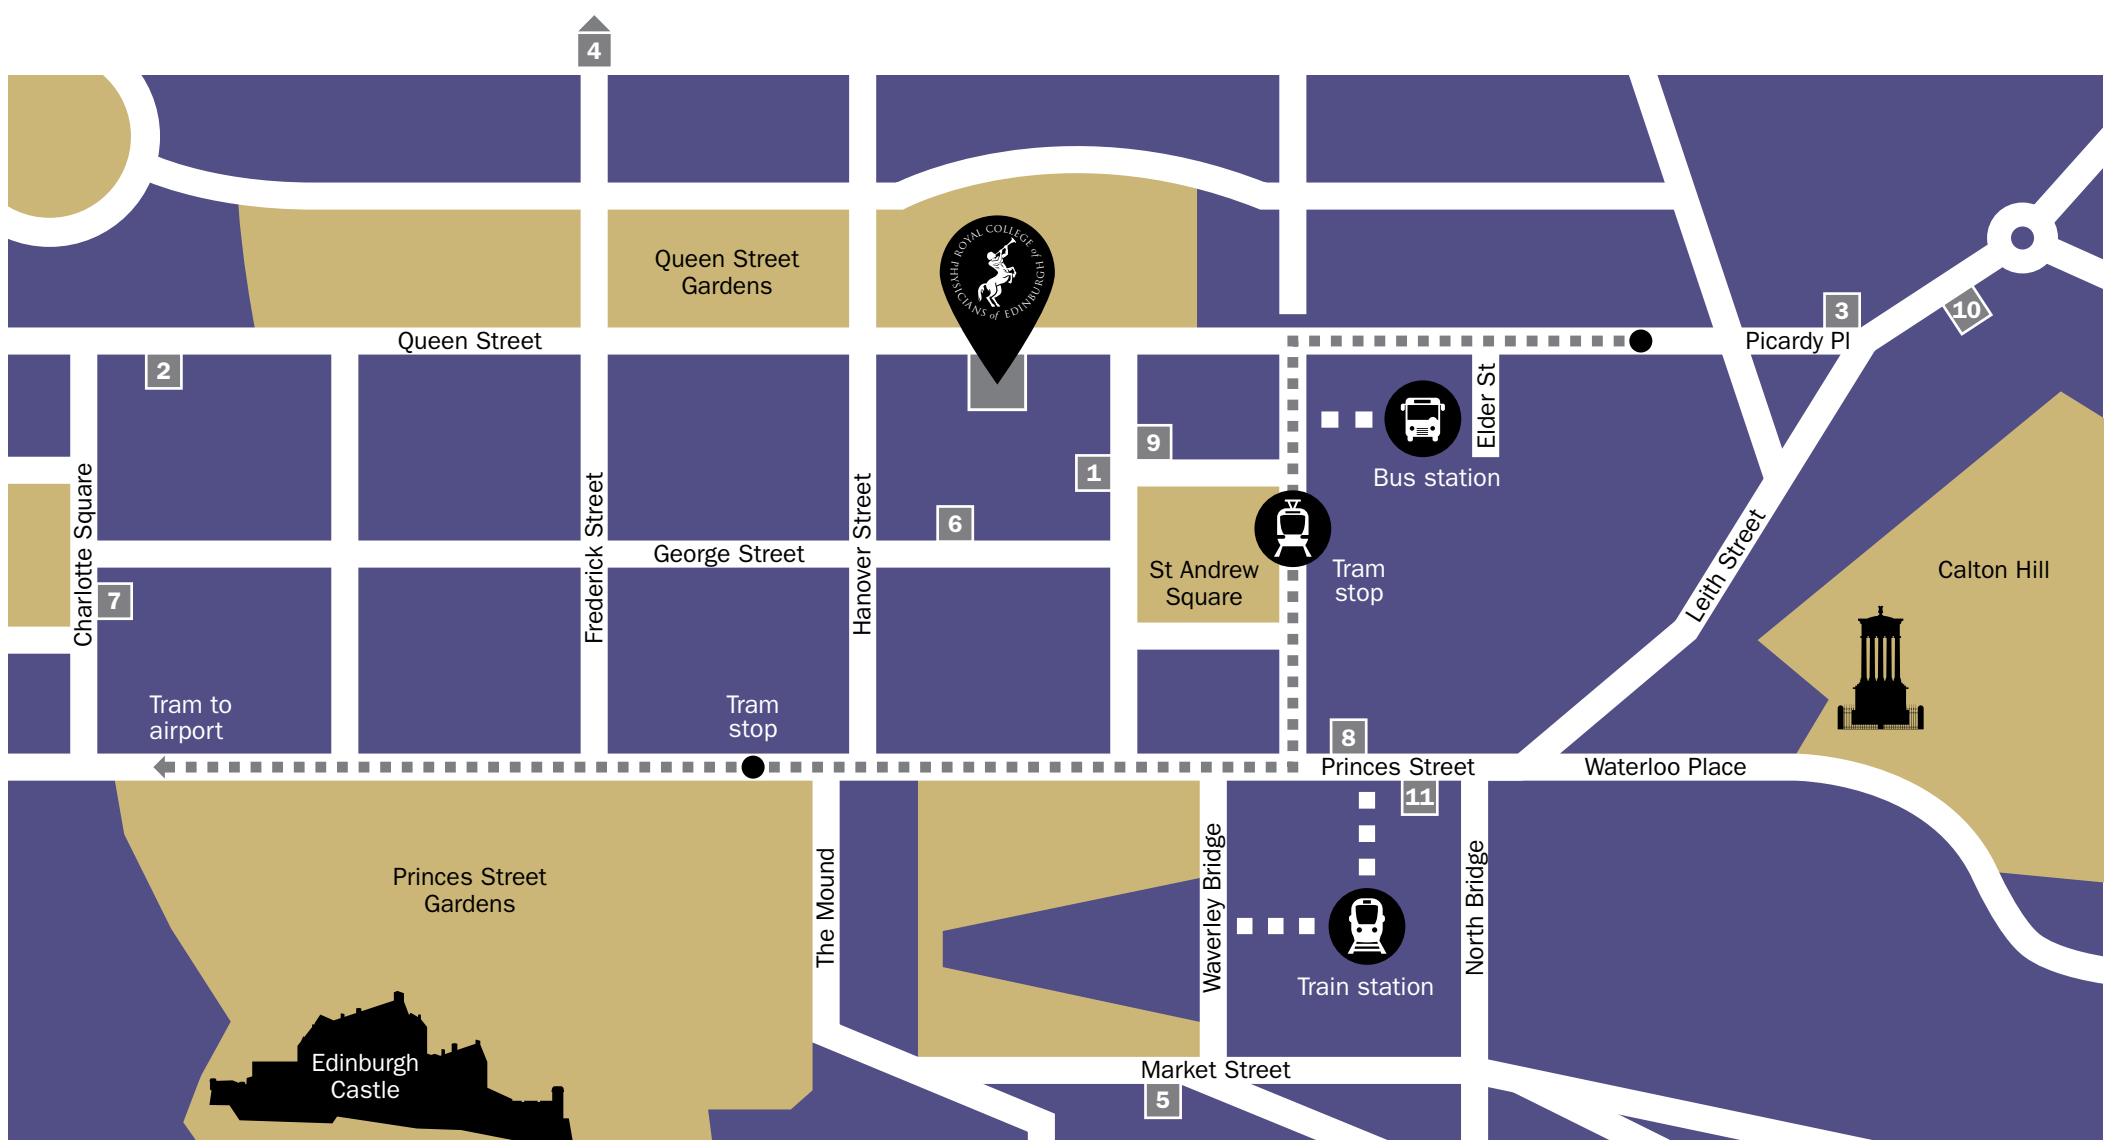 4
ROYAL COLLEGE of
PHYSICIANS of EDINBURGH
Queen Street
Gardens
Queen Street
2
3
10
Picardy Pl
Elder St
9
1
6
Bus station
Charlotte Square
Frederick Street
Hanover Street
George Street
7
St Andrew
Square
Tram
stop
Leith Street
Calton Hill
Tram to
airport
Tram
stop
8
Princes Street
Waterloo Place
11
Princes Street
Gardens
The Mound
Waverley Bridge
North Bridge
Train station
Edinburgh
Castle
Market Street
5